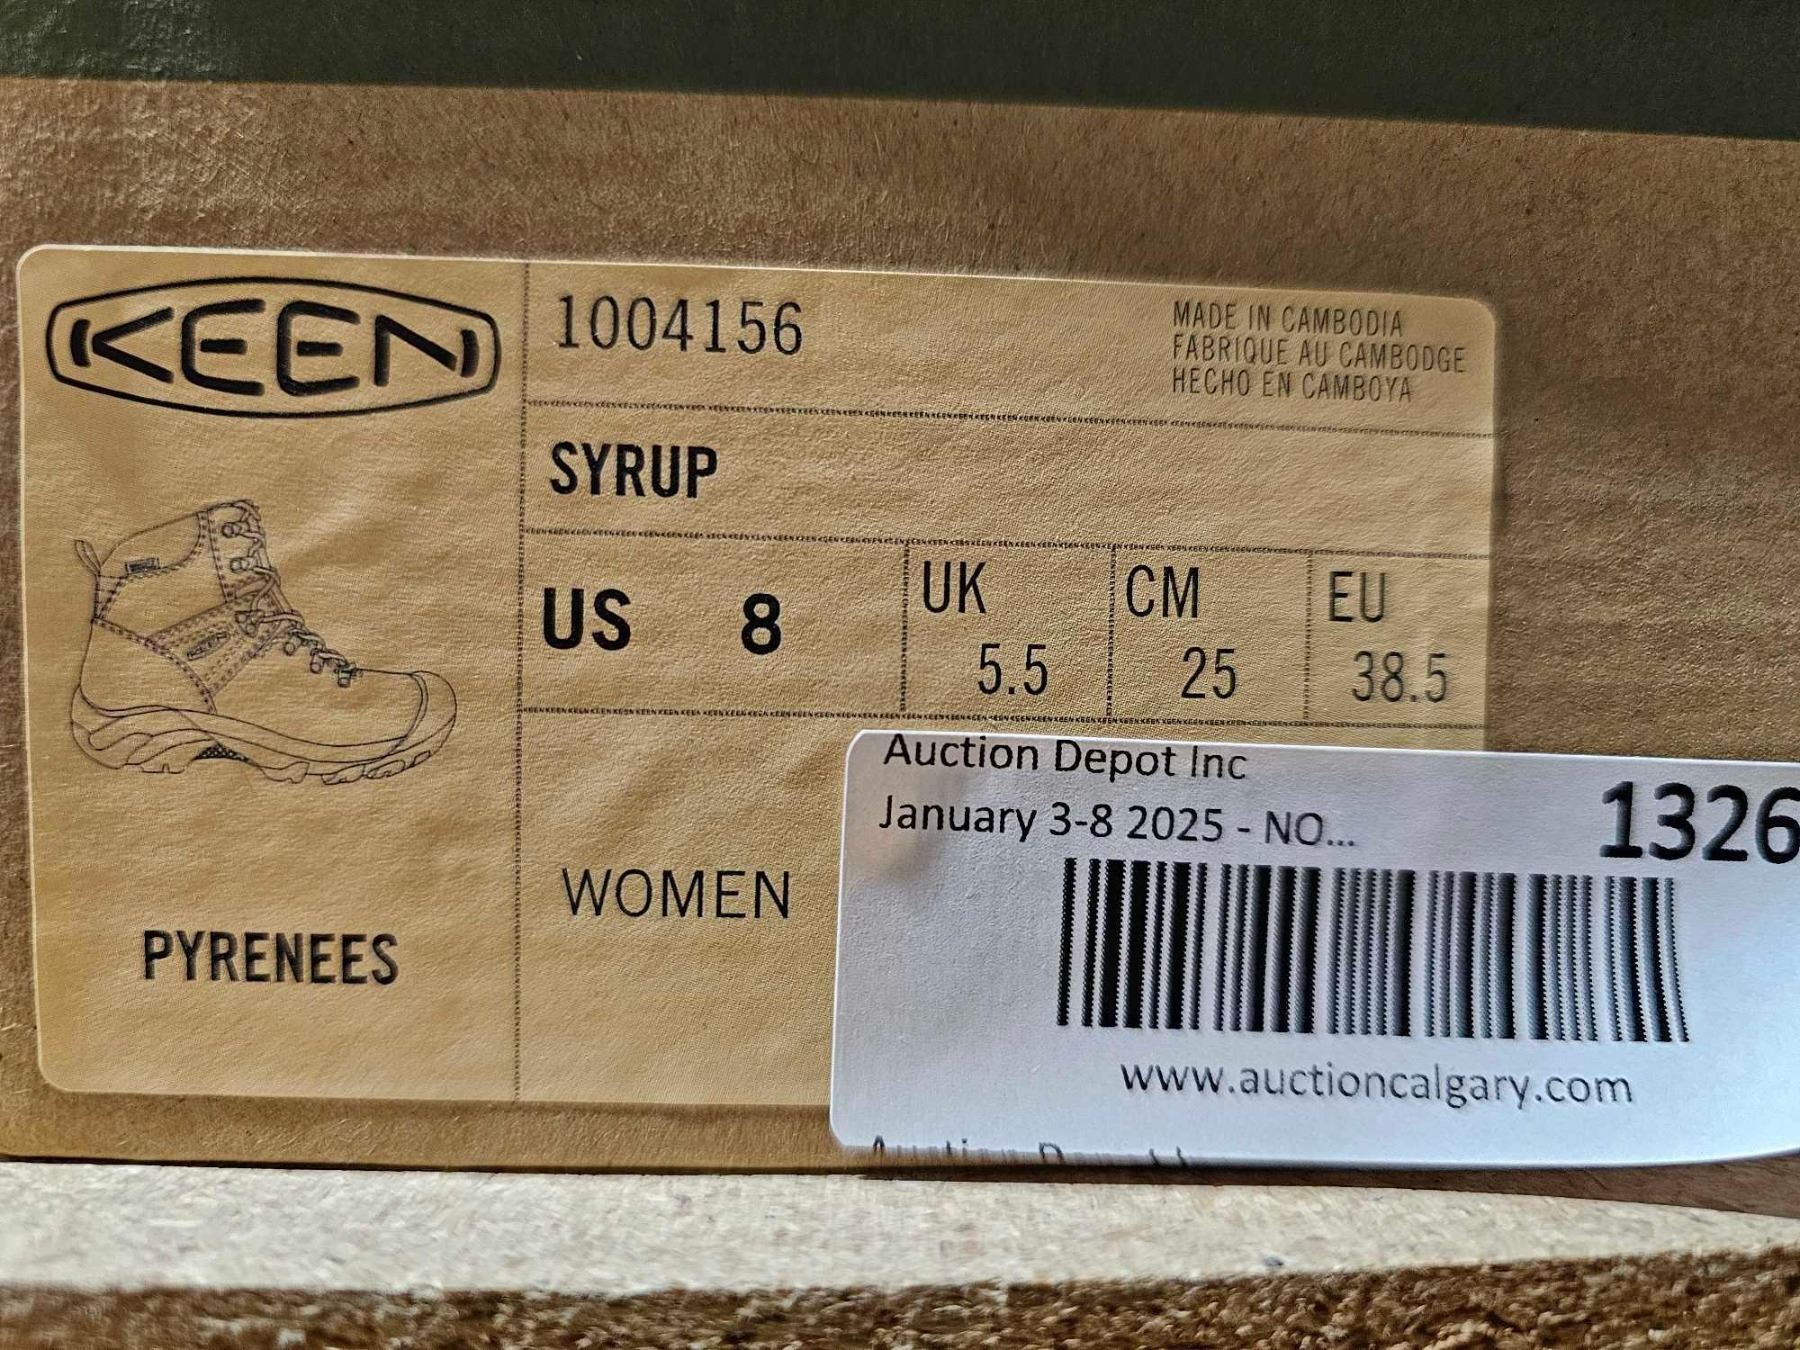 KEEN
1004156
MADE IN CAMBODIA
FABRIQUE AU CAMBODGE
HECHO EN CAMBOYA
SYRUP
US 8
UK 5.5
CM 25
EU 38.5
PYRENEES
WOMEN
Auction Depot Inc
January 3-8 2025 - NO...
1326
www.auctioncalgary.com